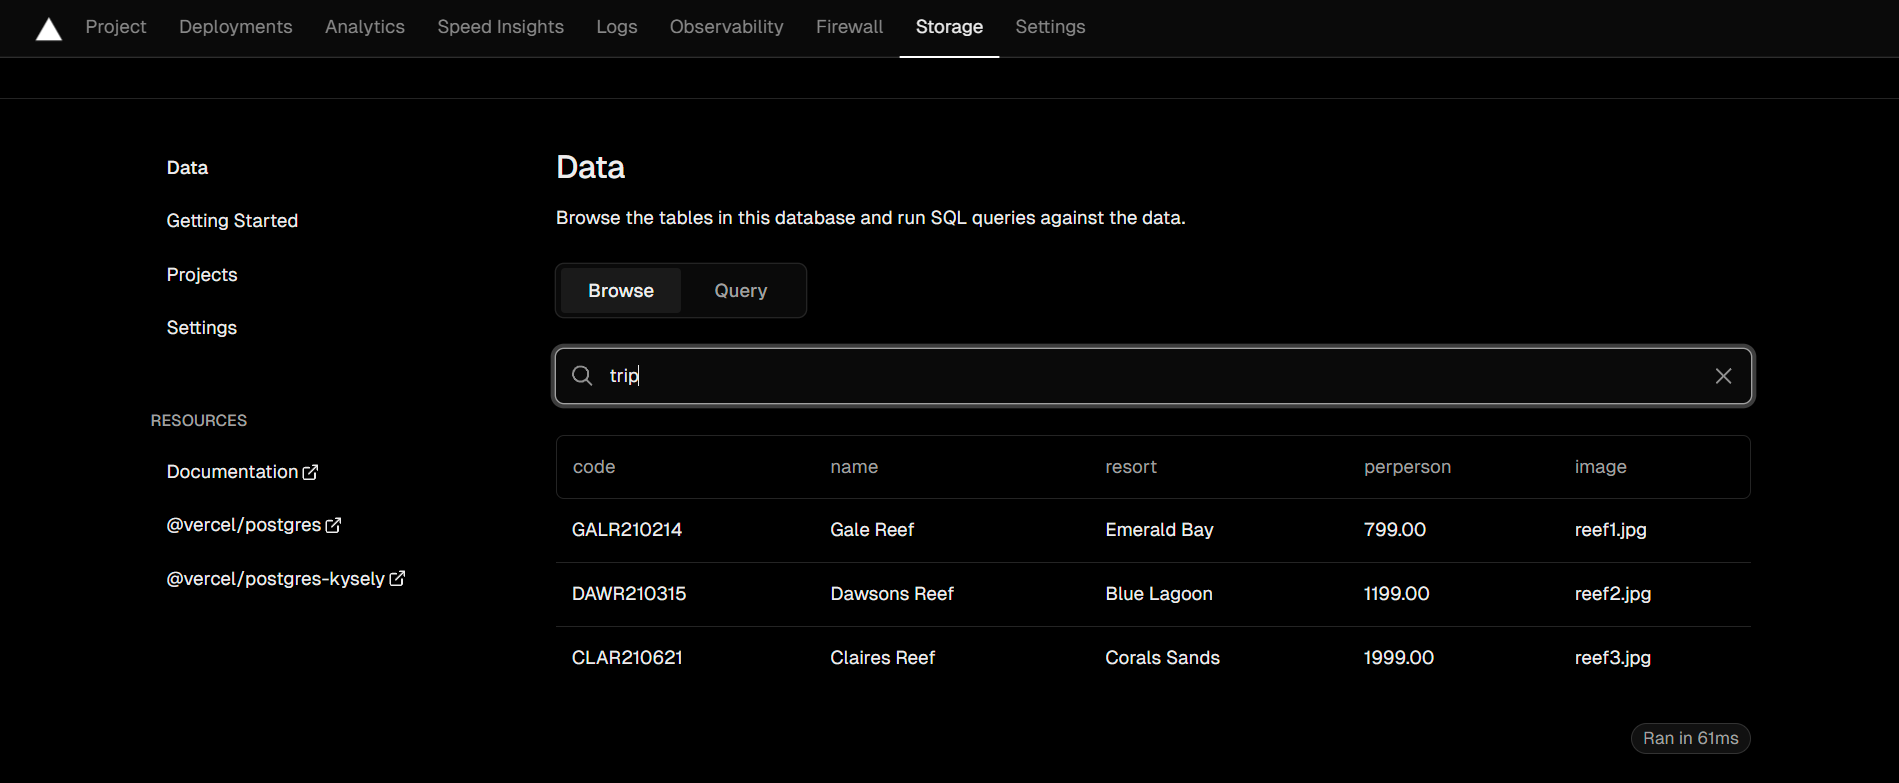 Project Deployments Analytics Speed Insights Logs Observability Firewall Storage Settings
Data
Getting Started
Projects
Settings
RESOURCES
Documentation
@vercel/postgres
@vercel/postgres-kysely
Data
Browse the tables in this database and run SQL queries against the data.
Browse Query
trip
code name resort perperson image
GALR210214 Gale Reef Emerald Bay 799.00 reef1.jpg
DAWR210315 Dawsons Reef Blue Lagoon 1199.00 reef2.jpg
CLAR210621 Claires Reef Corals Sands 1999.00 reef3.jpg
Ran in 61ms